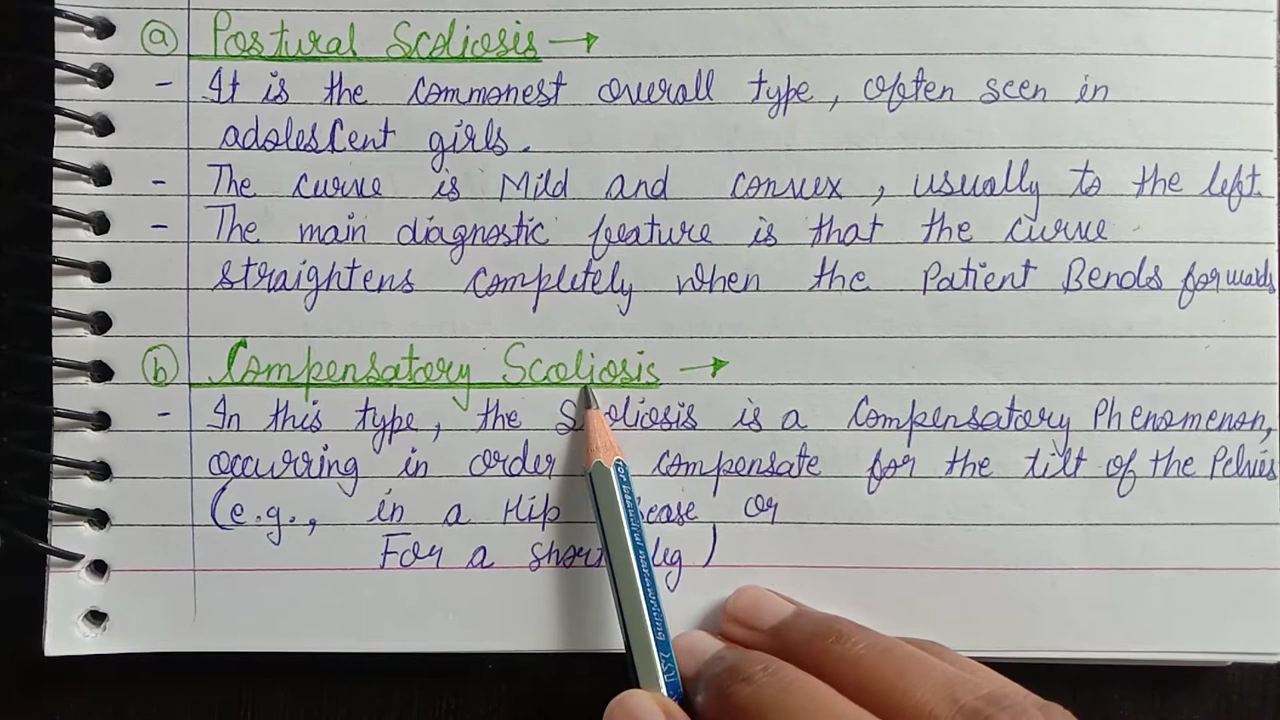 (a) Postural Scoliosis →
- It is the commonest overall type, often seen in
adolescent girls.
- The curve is Mild and convex, usually to the left
- The main diagnostic feature is that the curve
straightens completely when the Patient Bends forwards
(b) Compensatory Scoliosis →
- In this type, the Scoliosis is a Compensatory Phenomenon,
occurring in order compensate for the tilt of the Pelvis
(e.g., in a Hip or
For a leg)
For beautiful handwriting